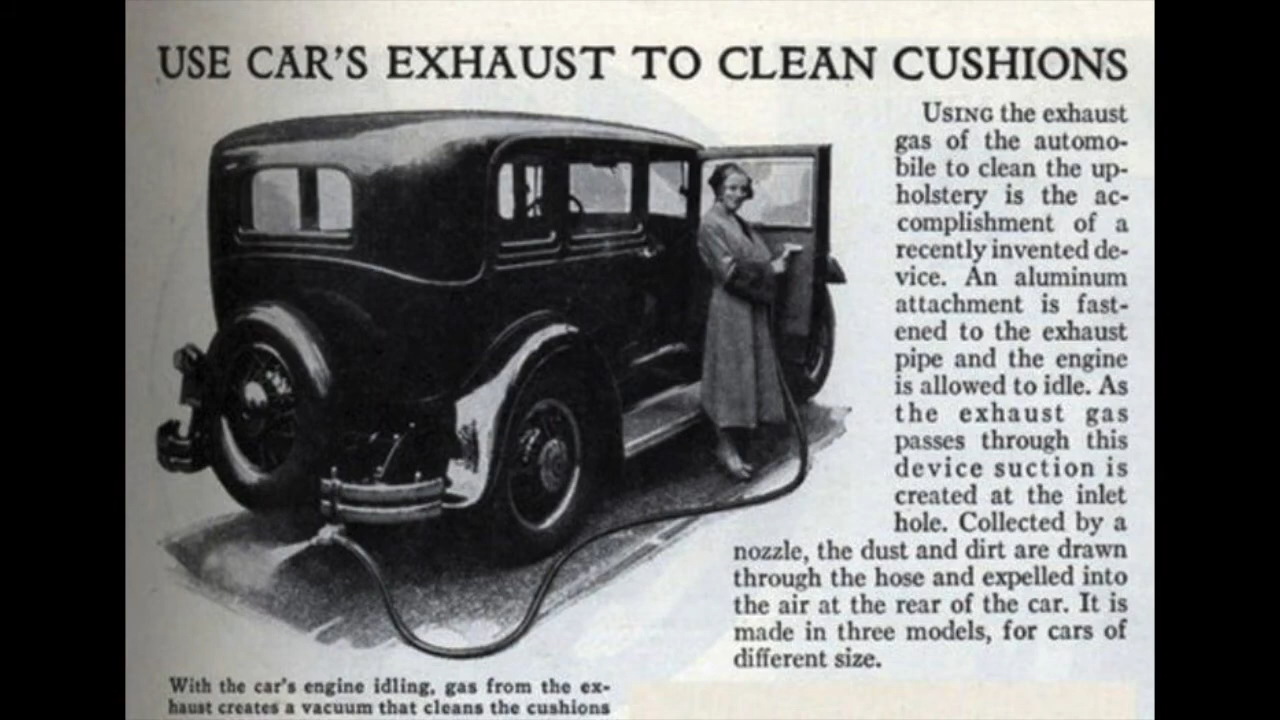 USE CAR'S EXHAUST TO CLEAN CUSHIONS
USING the exhaust
gas of the automo-
bile to clean the up-
holstery is the ac-
complishment of a
recently invented de-
vice. An aluminum
attachment is fast-
ened to the exhaust
pipe and the engine
is allowed to idle. As
the exhaust gas
passes through this
device suction is
created at the inlet
hole. Collected by a
nozzle, the dust and dirt are drawn
through the hose and expelled into
the air at the rear of the car. It is
made in three models, for cars of
different size.
With the car's engine idling, gas from the ex-
haust creates a vacuum that cleans the cushions